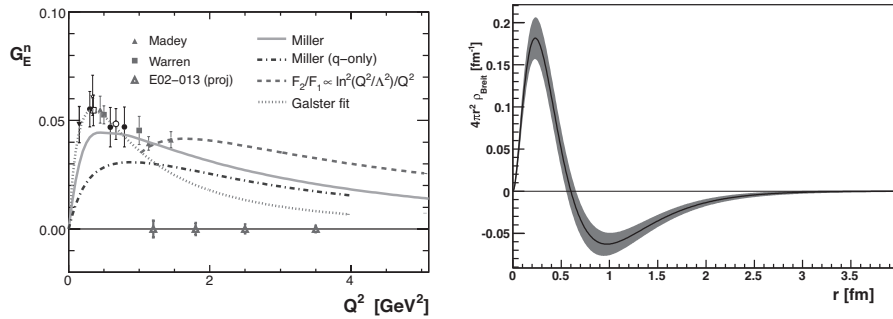 G_E^n
0.10
0.05
0.00
0
2
4
Q² [GeV²]
Madey
Warren
E02-013 (proj)
Miller
Miller (q-only)
F₂/F₁ ∝ ln²(Q²/Λ²)/Q²
Galster fit
4πr² ρ_Breit [fm⁻¹]
0.2
0.15
0.1
0.05
0
-0.05
0
0.5
1
1.5
2
2.5
3
3.5
r [fm]